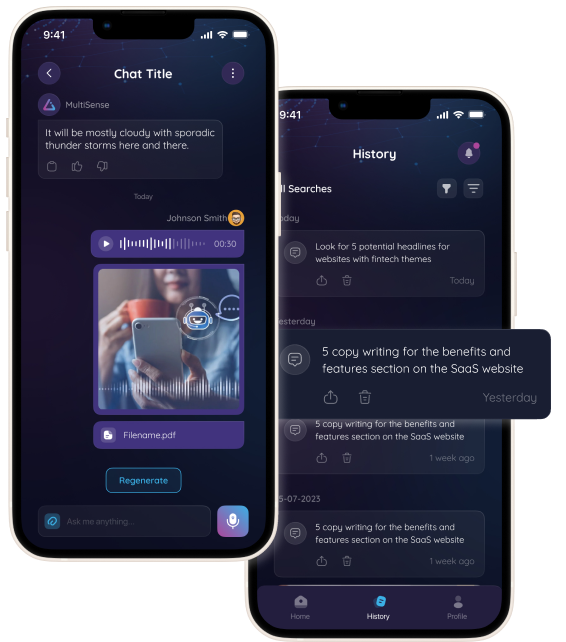 9:41
Chat Title
MultiSense
It will be mostly cloudy with sporadic
thunder storms here and there.
Today
Johnson Smith
00:30
Filename.pdf
Regenerate
Ask me anything...
9:41
History
ll Searches
oday
Look for 5 potential headlines for
websites with fintech themes
Today
esterday
5 copy writing for the benefits and
features section on the SaaS website
Yesterday
5 copy writing for the benefits and
features section on the SaaS website
1 week ago
5-07-2023
5 copy writing for the benefits and
features section on the SaaS website
1 week ago
Home
History
Profile